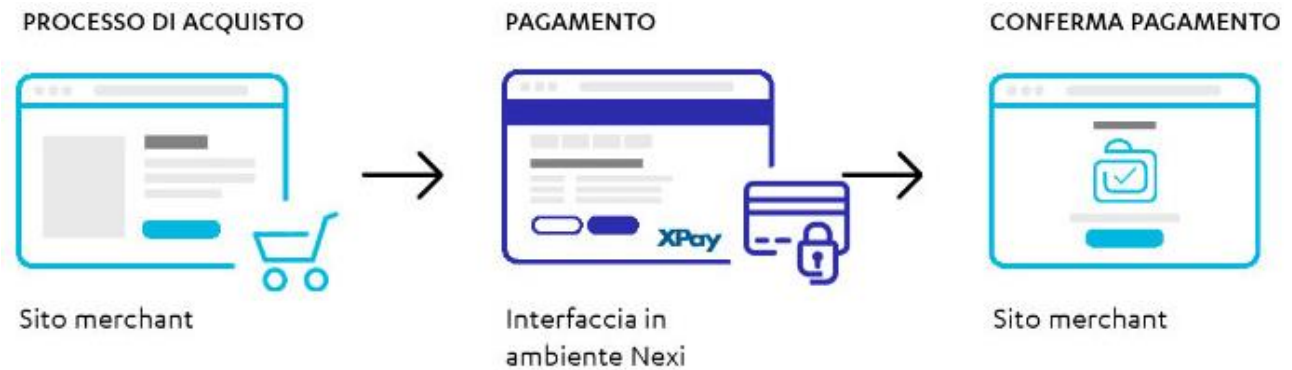 PROCESSO DI ACQUISTO
PAGAMENTO
CONFERMA PAGAMENTO
XPay
Sito merchant
Interfaccia in
ambiente Nexi
Sito merchant